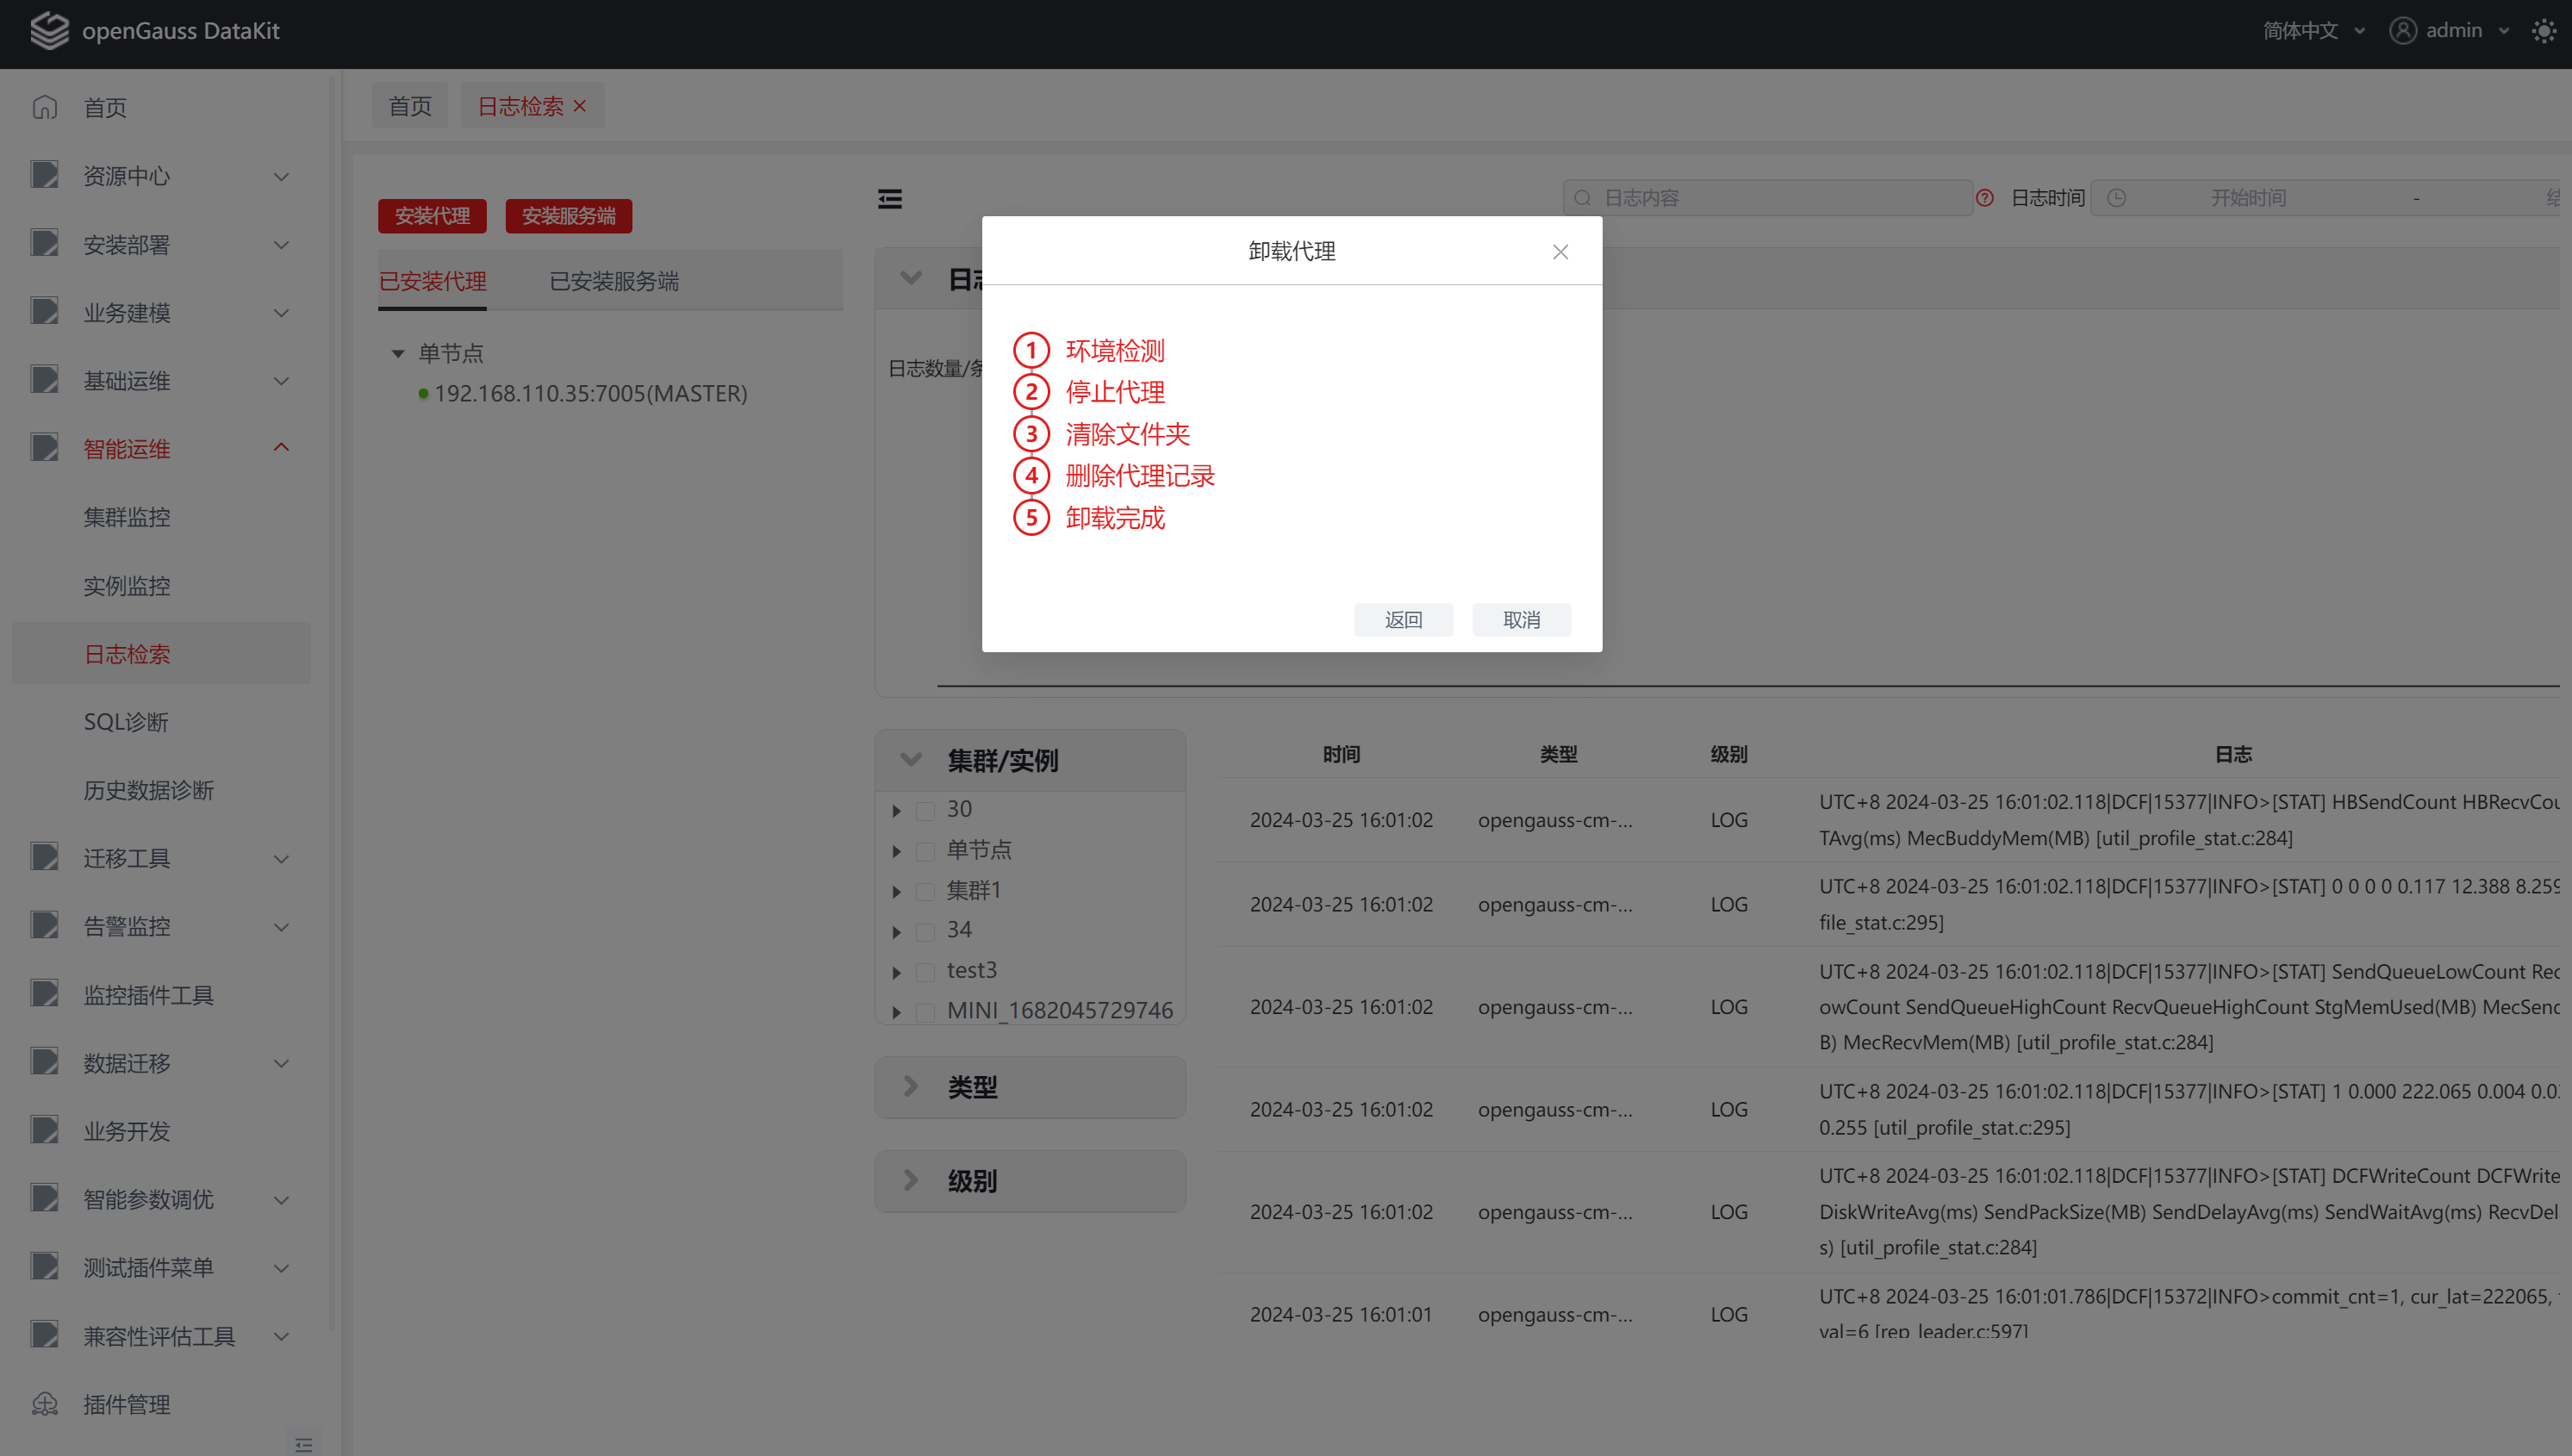 openGauss DataKit
简体中文
admin
首页
资源中心
安装部署
业务建模
基础运维
智能运维
集群监控
实例监控
日志检索
SQL诊断
历史数据诊断
迁移工具
告警监控
监控插件工具
数据迁移
业务开发
智能参数调优
测试插件菜单
兼容性评估工具
插件管理
首页 日志检索
安装代理 安装服务端
已安装代理 已安装服务端
单节点
192.168.110.35:7005(MASTER)
日志内容 日志时间 开始时间 -
日志数量/条
卸载代理
1 环境检测
2 停止代理
3 清除文件夹
4 删除代理记录
5 卸载完成
返回 取消
集群/实例
30
单节点
集群1
34
test3
MINI_1682045729746
类型
级别
时间 类型 级别 日志
2024-03-25 16:01:02 opengauss-cm-... LOG UTC+8 2024-03-25 16:01:02.118|DCF|15377|INFO>[STAT] HBSendCount HBRecvCou
TAvg(ms) MecBuddyMem(MB) [util_profile_stat.c:284]
2024-03-25 16:01:02 opengauss-cm-... LOG UTC+8 2024-03-25 16:01:02.118|DCF|15377|INFO>[STAT] 0 0 0 0 0.117 12.388 8.259
file_stat.c:295]
2024-03-25 16:01:02 opengauss-cm-... LOG UTC+8 2024-03-25 16:01:02.118|DCF|15377|INFO>[STAT] SendQueueLowCount Rec
owCount SendQueueHighCount RecvQueueHighCount StgMemUsed(MB) MecSend
B) MecRecvMem(MB) [util_profile_stat.c:284]
2024-03-25 16:01:02 opengauss-cm-... LOG UTC+8 2024-03-25 16:01:02.118|DCF|15377|INFO>[STAT] 1 0.000 222.065 0.004 0.0
0.255 [util_profile_stat.c:295]
2024-03-25 16:01:02 opengauss-cm-... LOG UTC+8 2024-03-25 16:01:02.118|DCF|15377|INFO>[STAT] DCFWriteCount DCFWrite
DiskWriteAvg(ms) SendPackSize(MB) SendDelayAvg(ms) SendWaitAvg(ms) RecvDel
s) [util_profile_stat.c:284]
2024-03-25 16:01:01 opengauss-cm-... LOG UTC+8 2024-03-25 16:01:01.786|DCF|15372|INFO>commit_cnt=1, cur_lat=222065,
val=6 [rep_leader.c:597]